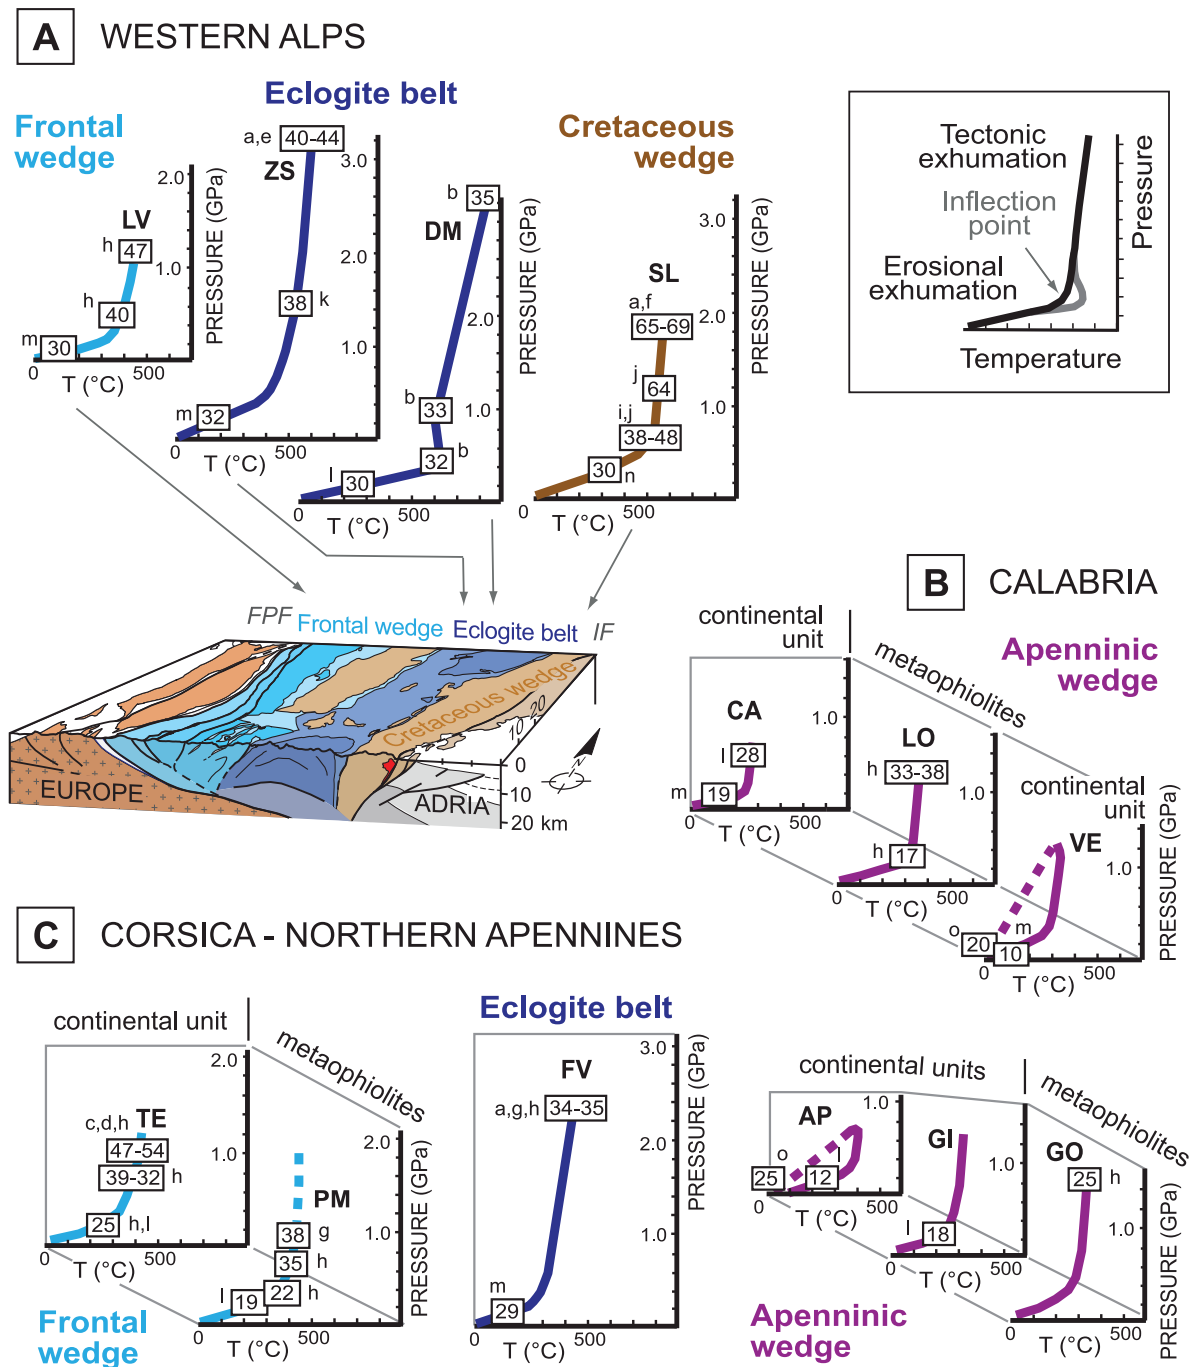 A WESTERN ALPS
Frontal
wedge
Eclogite belt
Cretaceous
wedge
LV
h 47
h 40
m 30
2.0
1.0
PRESSURE (GPa)
0 500
T (°C)
a,e 40-44
ZS
38 k
m 32
3.0
2.0
1.0
0 500
T (°C)
b 35
DM
b 33
32 b
l 30
PRESSURE (GPa)
2.0
1.0
0 500
T (°C)
SL
a,f
65-69
j 64
i,j
38-48
30 n
3.0
2.0
1.0
PRESSURE (GPa)
0 500
T (°C)
Tectonic
exhumation
Inflection
point
Erosional
exhumation
Pressure
Temperature
FPF Frontal wedge Eclogite belt IF
Cretaceous wedge
EUROPE
ADRIA
10 20
0
10
20 km
B CALABRIA
continental
unit
metaophiolites
Apenninic
wedge
CA
l 28
m 19
1.0
0 500
T (°C)
LO
h 33-38
h 17
1.0
0 500
T (°C)
continental
unit
VE
o 20
m 10
1.0
PRESSURE (GPa)
0 500
T (°C)
C CORSICA - NORTHERN APENNINES
continental unit
metaophiolites
c,d,h TE
47-54
39-32 h
25 h,l
2.0
1.0
0 500
T (°C)
PM
38 g
35 h
22 h
l 19
2.0
1.0
PRESSURE (GPa)
0 500
T (°C)
Frontal
wedge
Eclogite belt
FV
a,g,h 34-35
m
29
3.0
2.0
1.0
PRESSURE (GPa)
0 500
T (°C)
continental units
metaophiolites
AP
o
25
l
12
1.0
0 500
T (°C)
GI
l 18
1.0
0 500
T (°C)
GO
25 h
1.0
PRESSURE (GPa)
0 500
T (°C)
Apenninic
wedge